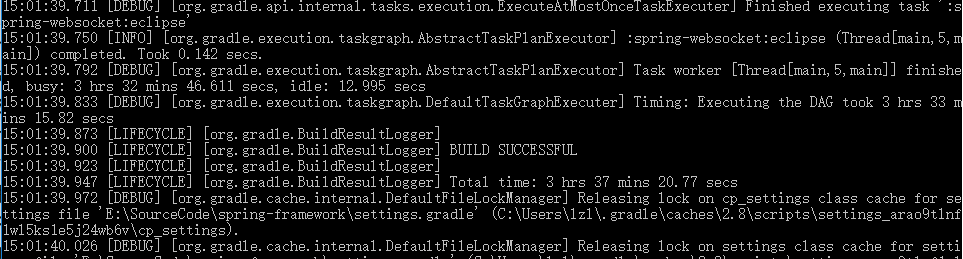 15:01:39.711 [DEBUG] [org.gradle.api.internal.tasks.execution.ExecuteAtMostOnceTaskExecuter] Finished executing task ':s
pring-websocket:eclipse'
15:01:39.750 [INFO] [org.gradle.execution.taskgraph.AbstractTaskPlanExecutor] :spring-websocket:eclipse (Thread[main,5,m
ain]) completed. Took 0.142 secs.
15:01:39.792 [DEBUG] [org.gradle.execution.taskgraph.AbstractTaskPlanExecutor] Task worker [Thread[main,5,main]] finishe
d, busy: 3 hrs 32 mins 46.611 secs, idle: 12.995 secs
15:01:39.833 [DEBUG] [org.gradle.execution.taskgraph.DefaultTaskGraphExecuter] Timing: Executing the DAG took 3 hrs 33 m
ins 15.82 secs
15:01:39.873 [LIFECYCLE] [org.gradle.BuildResultLogger]
15:01:39.900 [LIFECYCLE] [org.gradle.BuildResultLogger] BUILD SUCCESSFUL
15:01:39.923 [LIFECYCLE] [org.gradle.BuildResultLogger]
15:01:39.947 [LIFECYCLE] [org.gradle.BuildResultLogger] Total time: 3 hrs 37 mins 20.77 secs
15:01:39.972 [DEBUG] [org.gradle.cache.internal.DefaultFileLockManager] Releasing lock on cp_settings class cache for se
ttings file 'E:\SourceCode\spring-framework\settings.gradle' (C:\Users\lzl\.gradle\caches\2.8\scripts\settings_arao9t1nf
lwl5ks1e5j24wb6v\cp_settings).
15:01:40.026 [DEBUG] [org.gradle.cache.internal.DefaultFileLockManager] Releasing lock on settings class cache for setti